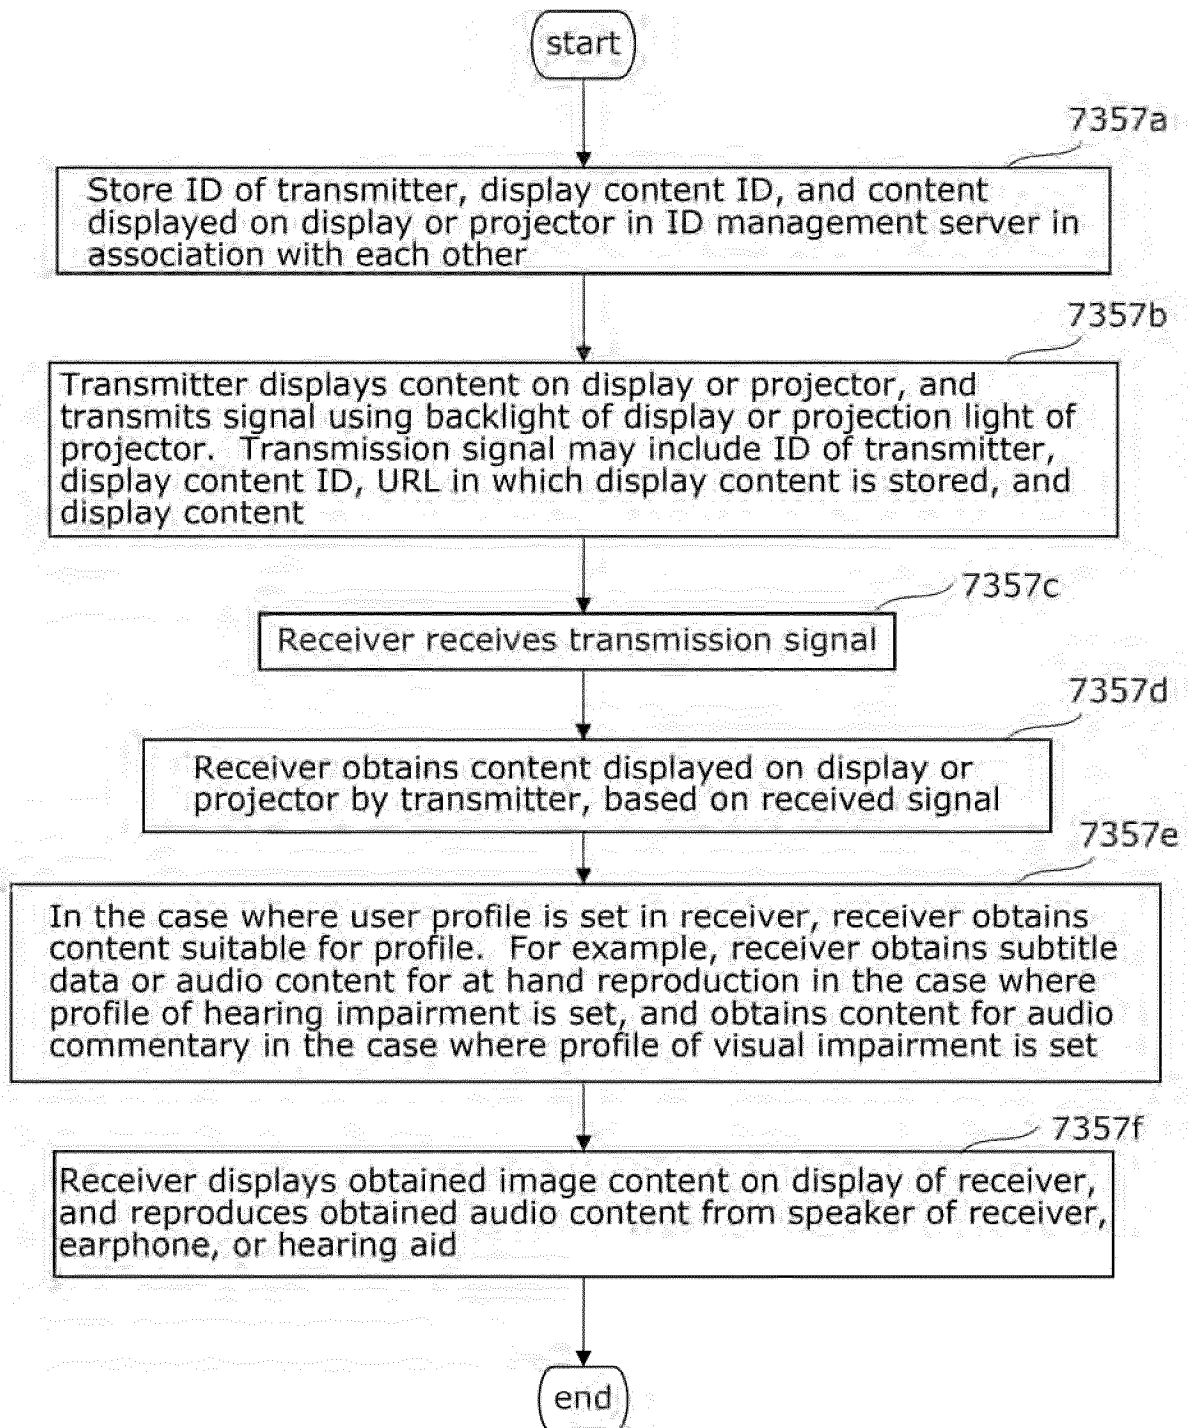 start
7357a
Store ID of transmitter, display content ID, and content
displayed on display or projector in ID management server in
association with each other
7357b
Transmitter displays content on display or projector, and
transmits signal using backlight of display or projection light of
projector.  Transmission signal may include ID of transmitter,
display content ID, URL in which display content is stored, and
display content
7357c
Receiver receives transmission signal
7357d
Receiver obtains content displayed on display or
projector by transmitter, based on received signal
7357e
In the case where user profile is set in receiver, receiver obtains
content suitable for profile.  For example, receiver obtains subtitle
data or audio content for at hand reproduction in the case where
profile of hearing impairment is set, and obtains content for audio
commentary in the case where profile of visual impairment is set
7357f
Receiver displays obtained image content on display of receiver,
and reproduces obtained audio content from speaker of receiver,
earphone, or hearing aid
end